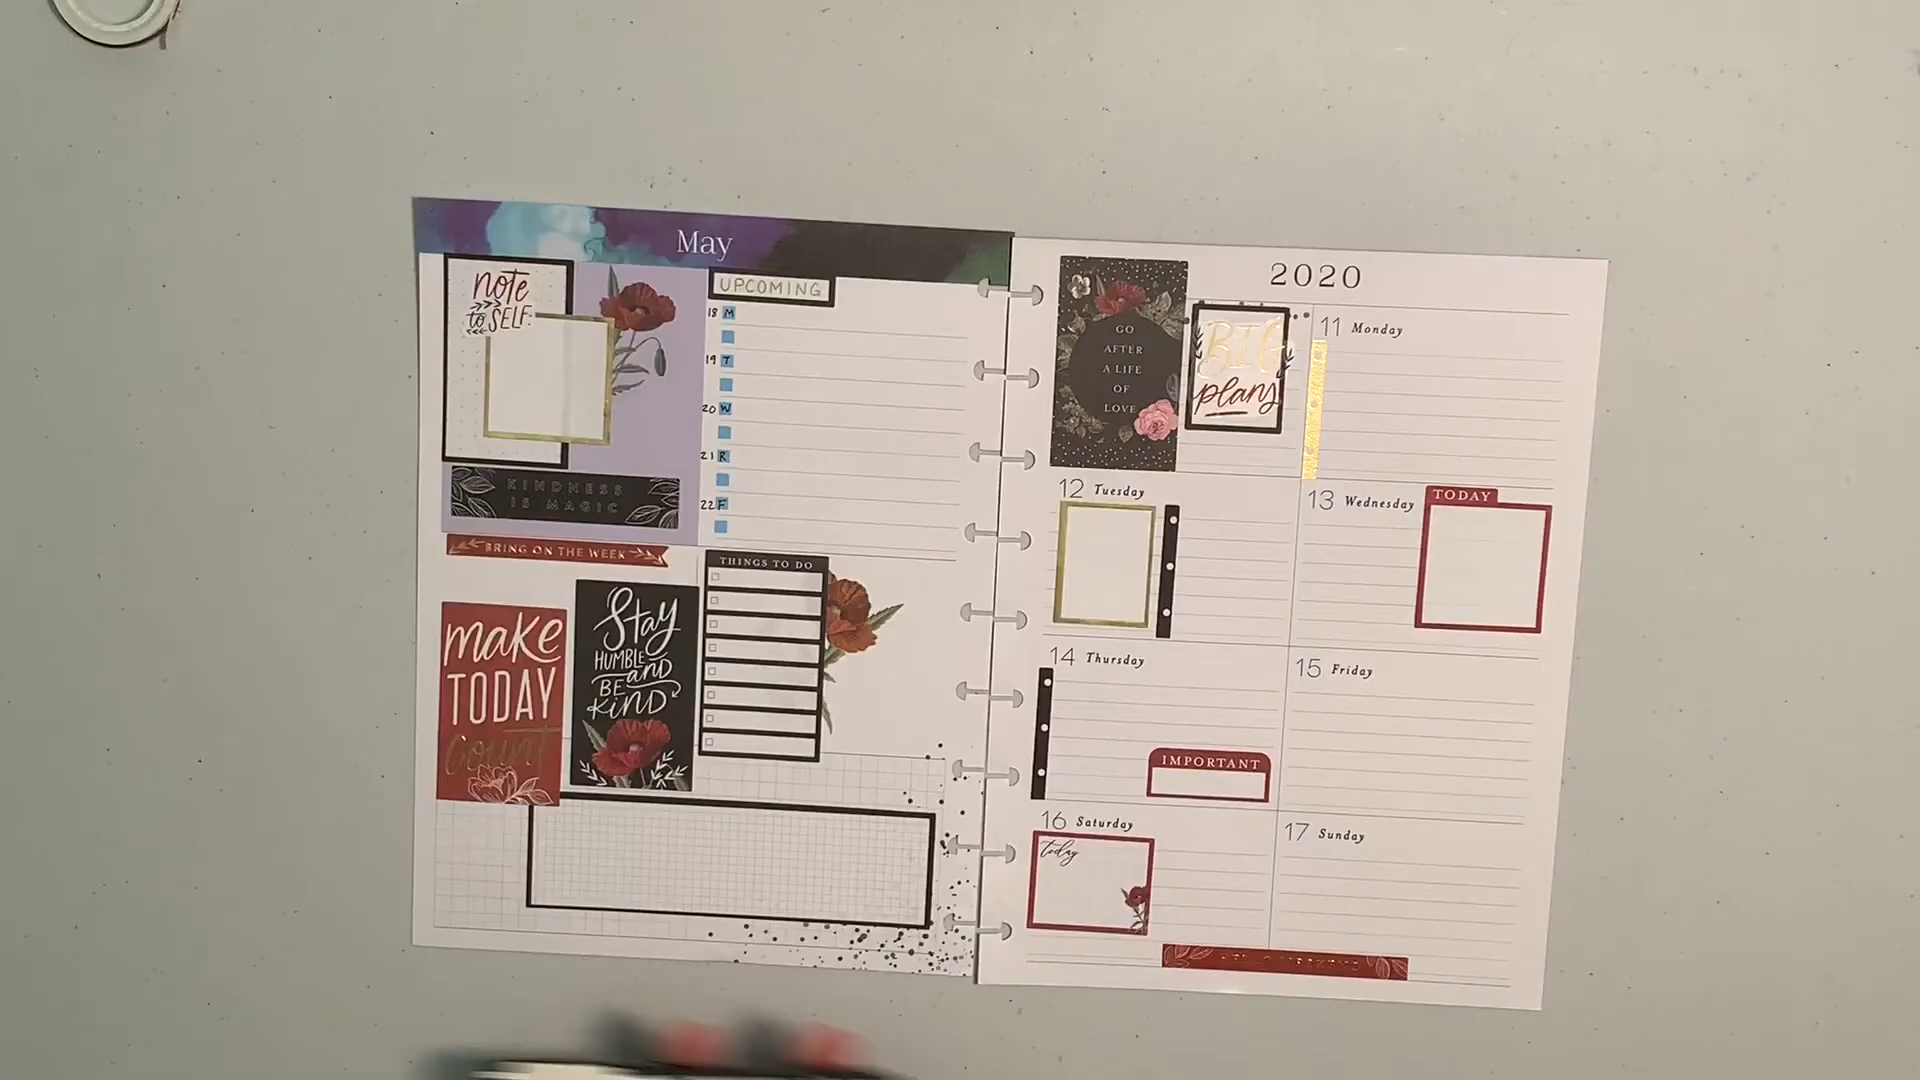 May
note
to SELF
UPCOMING
18 M
19 T
20 W
21 R
22 F
KINDNESS
IS MAGIC
BRING ON THE WEEK
make
TODAY
count
Stay
HUMBLE and
BE
KIND
THINGS TO DO
2020
GO
AFTER
A LIFE
OF
LOVE
BIG
plans
11 Monday
12 Tuesday
13 Wednesday
TODAY
14 Thursday
IMPORTANT
15 Friday
16 Saturday
today
17 Sunday